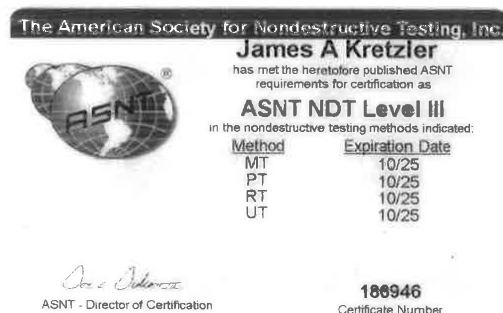 The American Society for Nondestructive Testing, Inc.
James A Kretzler
has met the heretofore published ASNT
requirements for certification as
ASNT NDT Level III
in the nondestructive testing methods indicated:
Method Expiration Date
MT 10/25
PT 10/25
RT 10/25
UT 10/25
ASNT
®
ASNT - Director of Certification
186946
Certificate Number